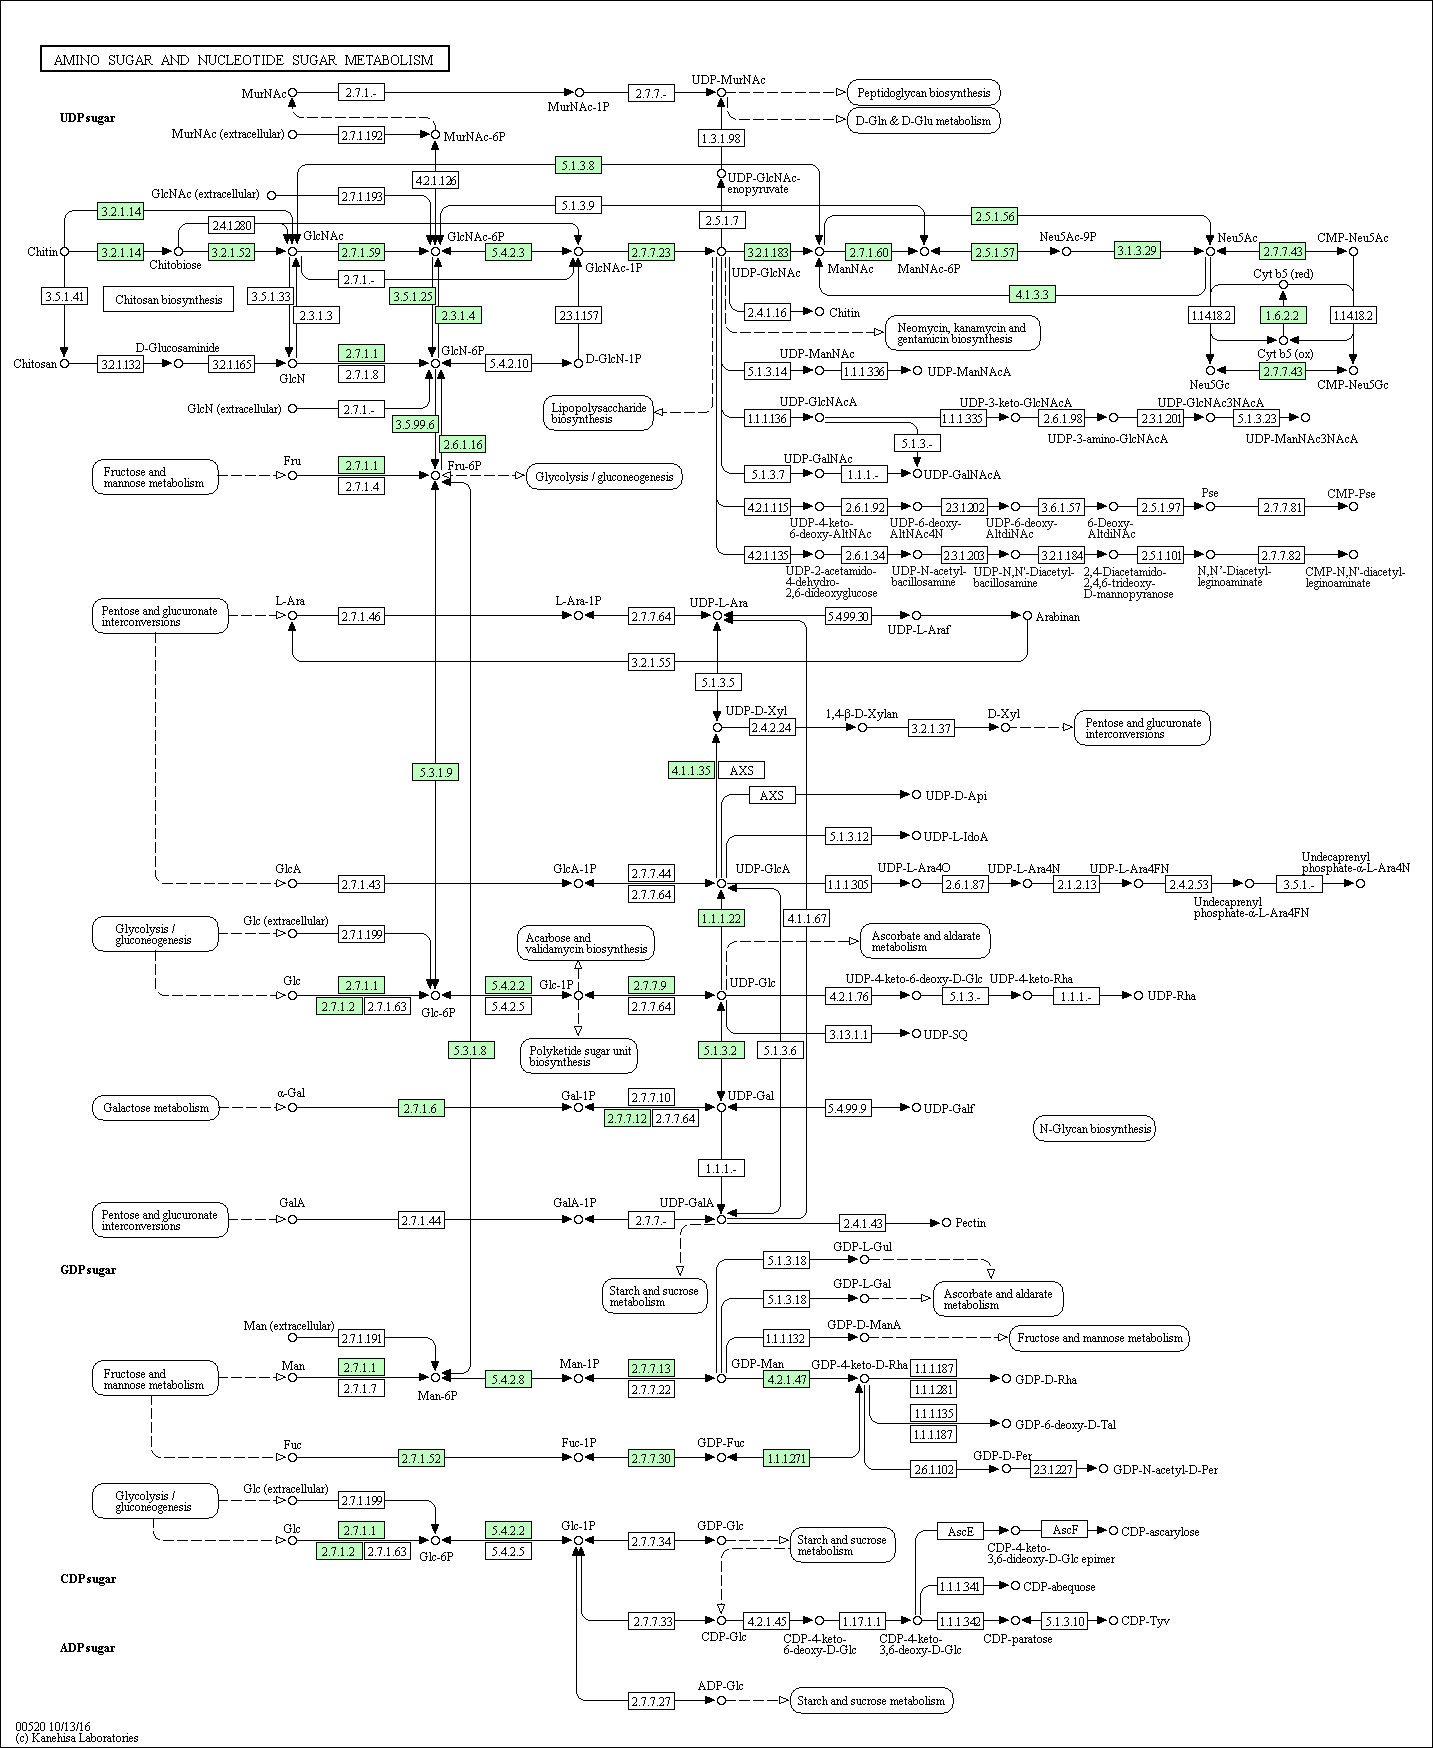 AMINO SUGAR AND NUCLEOTIDE SUGAR METABOLISM
UDP-MurNAc
MurNAc
2.7.1.-
MurNAc-1P
2.7.7.-
Peptidoglycan biosynthesis
UDP sugar
D-Gln & D-Glu metabolism
MurNAc (extracellular)
2.7.1.192
MurNAc-6P
1.3.1.98
5.1.3.8
4.2.1.126
UDP-GlcNAc-
enopyruvate
GlcNAc (extracellular)
2.7.1.193
5.1.3.9
3.2.1.14
2.4.1.280
2.5.1.7
2.5.1.56
GlcNAc
GlcNAc-6P
Neu5Ac-9P
Neu5Ac
CMP-Neu5Ac
Chitin
3.2.1.14
Chitobiose
3.2.1.52
2.7.1.59
5.4.2.3
GlcNAc-1P
2.7.7.23
UDP-GlcNAc
3.2.1.183
ManNAc
2.7.1.60
ManNAc-6P
2.5.1.57
3.1.3.29
2.7.7.43
2.7.1.-
Cyt b5 (red)
3.5.1.41
Chitosan biosynthesis
3.5.1.33
3.5.1.25
4.1.3.3
2.3.1.3
2.3.1.4
2.3.1.157
2.4.1.16
Chitin
1.14.18.2
1.6.2.2
1.14.18.2
Neomycin, kanamycin and
gentamicin biosynthesis
D-Glucosaminide
2.7.1.1
GlcN-6P
UDP-ManNAc
Cyt b5 (ox)
Chitosan
3.2.1.132
3.2.1.165
GlcN
2.7.1.8
5.4.2.10
D-GlcN-1P
5.1.3.14
1.1.1.336
UDP-ManNAcA
2.7.7.43
Neu5Gc
CMP-Neu5Gc
GlcN (extracellular)
2.7.1.-
Lipopolysaccharide
biosynthesis
UDP-GlcNAcA
UDP-3-keto-GlcNAcA
UDP-GlcNAc3NAcA
3.5.99.6
1.1.1.136
1.1.1.335
2.6.1.98
2.3.1.201
5.1.3.23
2.6.1.16
5.1.3.-
UDP-3-amino-GlcNAcA
UDP-ManNAc3NAcA
Fructose and
mannose metabolism
Fru
2.7.1.1
2.7.1.4
Fru-6P
Glycolysis / gluconeogenesis
UDP-GalNAc
5.1.3.7
1.1.1.-
UDP-GalNAcA
Pse
CMP-Pse
4.2.1.115
2.6.1.92
2.3.1.202
3.6.1.57
2.5.1.97
2.7.7.81
UDP-4-keto-
6-deoxy-AltNAc
UDP-6-deoxy-
AltNAc4N
UDP-6-deoxy-
AltdiNAc
6-Deoxy-
AltdiNAc
4.2.1.135
2.6.1.34
2.3.1.203
3.2.1.184
2.5.1.101
2.7.7.82
UDP-2-acetamido-
4-dehydro-
2,6-dideoxyglucose
UDP-N-acetyl-
bacillosamine
UDP-N,N'-Diacetyl-
bacillosamine
2,4-Diacetamido-
2,4,6-trideoxy-
D-mannopyranose
N,N'-Diacetyl-
leginoaminate
CMP-N,N'-diacetyl-
leginoaminate
Pentose and glucuronate
interconversions
L-Ara
2.7.1.46
L-Ara-1P
2.7.7.64
UDP-L-Ara
5.4.99.30
UDP-L-Araf
Arabinan
3.2.1.55
5.1.3.5
UDP-D-Xyl
2.4.2.24
1,4-β-D-Xylan
3.2.1.37
D-Xyl
Pentose and glucuronate
interconversions
5.3.1.9
4.1.1.35
AXS
AXS
UDP-D-Api
5.1.3.12
UDP-L-IdoA
GlcA
2.7.1.43
GlcA-1P
2.7.7.44
2.7.7.64
UDP-GlcA
1.1.1.305
UDP-L-Ara4O
2.6.1.87
UDP-L-Ara4N
2.1.2.13
UDP-L-Ara4FN
2.4.2.53
Undecaprenyl
phosphate-α-L-Ara4FN
3.5.1.-
Undecaprenyl
phosphate-α-L-Ara4N
Glycolysis /
gluconeogenesis
Glc (extracellular)
2.7.1.199
1.1.1.22
4.1.1.67
Acarbose and
validamycin biosynthesis
Ascorbate and aldarate
metabolism
Glc
2.7.1.1
2.7.1.2
2.7.1.63
Glc-6P
5.4.2.2
5.4.2.5
Glc-1P
2.7.7.9
2.7.7.64
UDP-Glc
4.2.1.76
UDP-4-keto-6-deoxy-D-Glc
5.1.3.-
UDP-4-keto-Rha
1.1.1.-
UDP-Rha
3.13.1.1
UDP-SQ
5.3.1.8
Polyketide sugar unit
biosynthesis
5.1.3.2
5.1.3.6
Galactose metabolism
α-Gal
2.7.1.6
Gal-1P
2.7.7.10
2.7.7.12
2.7.7.64
UDP-Gal
5.4.99.9
UDP-Galf
N-Glycan biosynthesis
1.1.1.-
Pentose and glucuronate
interconversions
GalA
2.7.1.44
GalA-1P
2.7.7.-
UDP-GalA
2.4.1.43
Pectin
GDP sugar
Starch and sucrose
metabolism
5.1.3.18
GDP-L-Gul
5.1.3.18
GDP-L-Gal
Ascorbate and aldarate
metabolism
Man (extracellular)
2.7.1.191
1.1.1.132
GDP-D-ManA
Fructose and mannose metabolism
Fructose and
mannose metabolism
Man
2.7.1.1
2.7.1.7
Man-6P
5.4.2.8
Man-1P
2.7.7.13
2.7.7.22
GDP-Man
4.2.1.47
GDP-4-keto-D-Rha
1.1.1.187
1.1.1.281
GDP-D-Rha
1.1.1.135
1.1.1.187
GDP-6-deoxy-D-Tal
Fuc
2.7.1.52
Fuc-1P
2.7.7.30
GDP-Fuc
1.1.1.271
2.6.1.102
GDP-D-Per
2.3.1.227
GDP-N-acetyl-D-Per
Glycolysis /
gluconeogenesis
Glc (extracellular)
2.7.1.199
Glc
2.7.1.1
2.7.1.2
2.7.1.63
Glc-6P
5.4.2.2
5.4.2.5
Glc-1P
2.7.7.34
GDP-Glc
Starch and sucrose
metabolism
AscE
AscF
CDP-ascarylose
CDP-4-keto-
3,6-dideoxy-D-Glc epimer
CDP sugar
1.1.1.341
CDP-abequose
2.7.7.33
CDP-Glc
4.2.1.45
CDP-4-keto-
6-deoxy-D-Glc
1.17.1.1
CDP-4-keto-
3,6-deoxy-D-Glc
1.1.1.342
CDP-paratose
5.1.3.10
CDP-Tyv
ADP sugar
2.7.7.27
ADP-Glc
Starch and sucrose metabolism
00520 10/13/16
(c) Kanehisa Laboratories